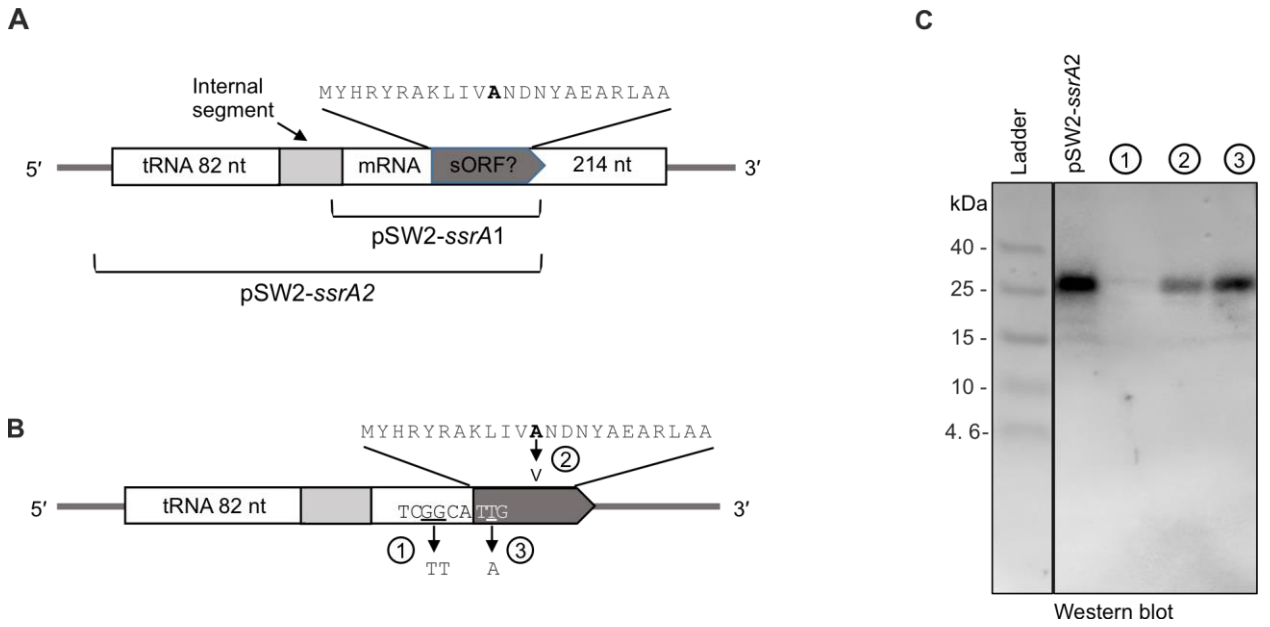 A
Internal
segment
MYHRYRAKLIVANDNYAEARLAA
5′ tRNA 82 nt mRNA sORF? 214 nt 3′
pSW2-ssrA1
pSW2-ssrA2
B
MYHRYRAKLIVANDNYAEARLAA
2
V
5′ tRNA 82 nt TCGGCATTG 3′
1 3
TT A
C
Ladder pSW2-ssrA2 1 2 3
kDa
40 -
25 -
15 -
10 -
4.6-
Western blot